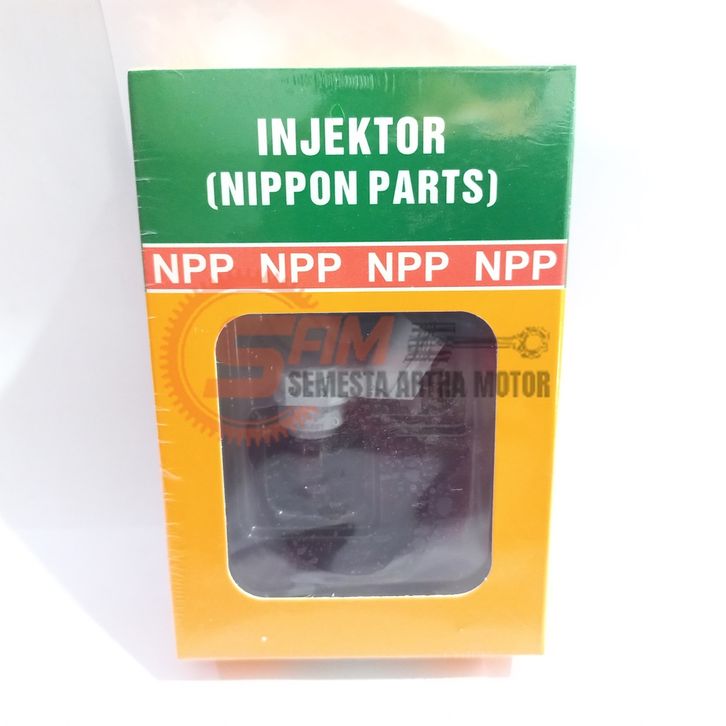 INJEKTOR
(NIPPON PARTS)
NPP NPP NPP NPP
SAM
SEMESTA ARTHA MOTOR